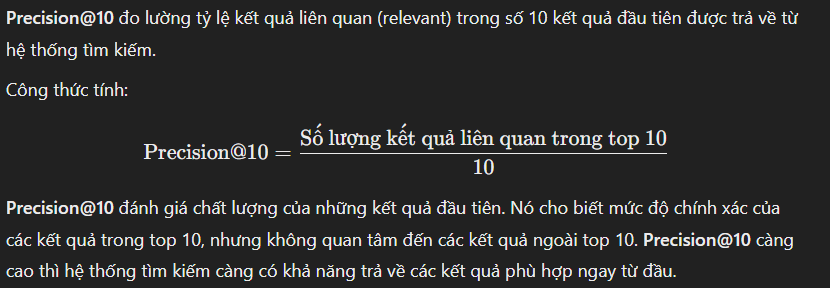 Precision@10 đo lường tỷ lệ kết quả liên quan (relevant) trong số 10 kết quả đầu tiên được trả về từ
hệ thống tìm kiếm.
Công thức tính:
Precision@10 = Số lượng kết quả liên quan trong top 10 / 10
Precision@10 đánh giá chất lượng của những kết quả đầu tiên. Nó cho biết mức độ chính xác của
các kết quả trong top 10, nhưng không quan tâm đến các kết quả ngoài top 10. Precision@10 càng
cao thì hệ thống tìm kiếm càng có khả năng trả về các kết quả phù hợp ngay từ đầu.